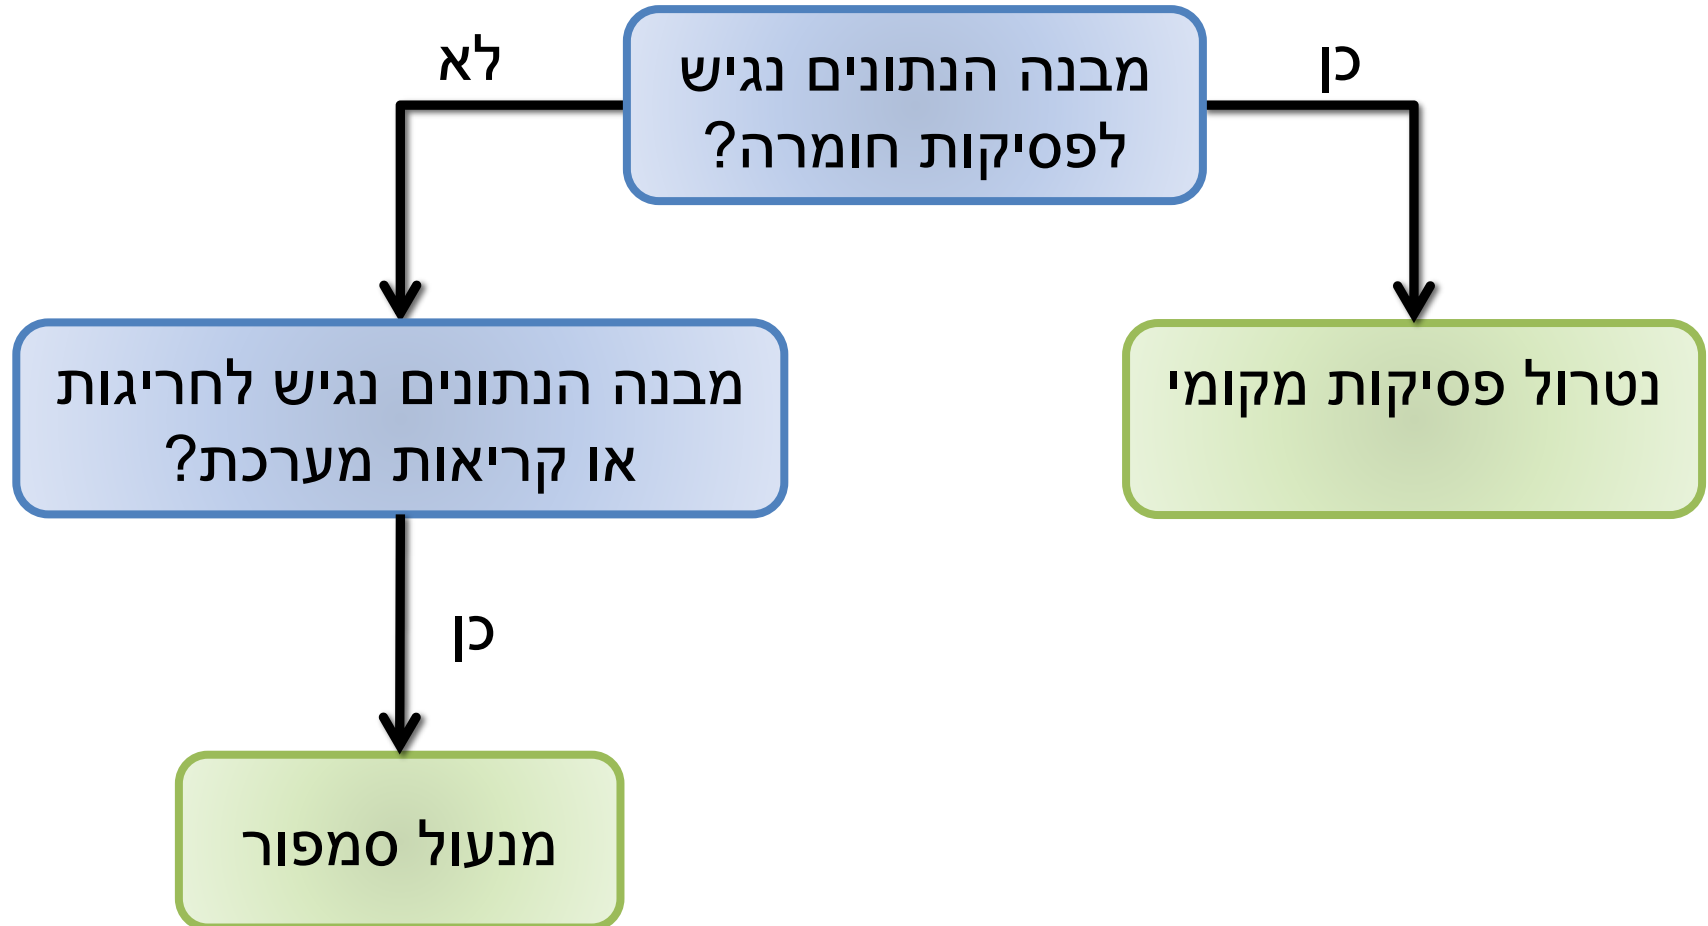 מבנה הנתונים נגיש
לפסיקות חומרה?
כן
לא
נטרול פסיקות מקומי
מבנה הנתונים נגיש לחריגות
או קריאות מערכת?
כן
מנעול סמפור